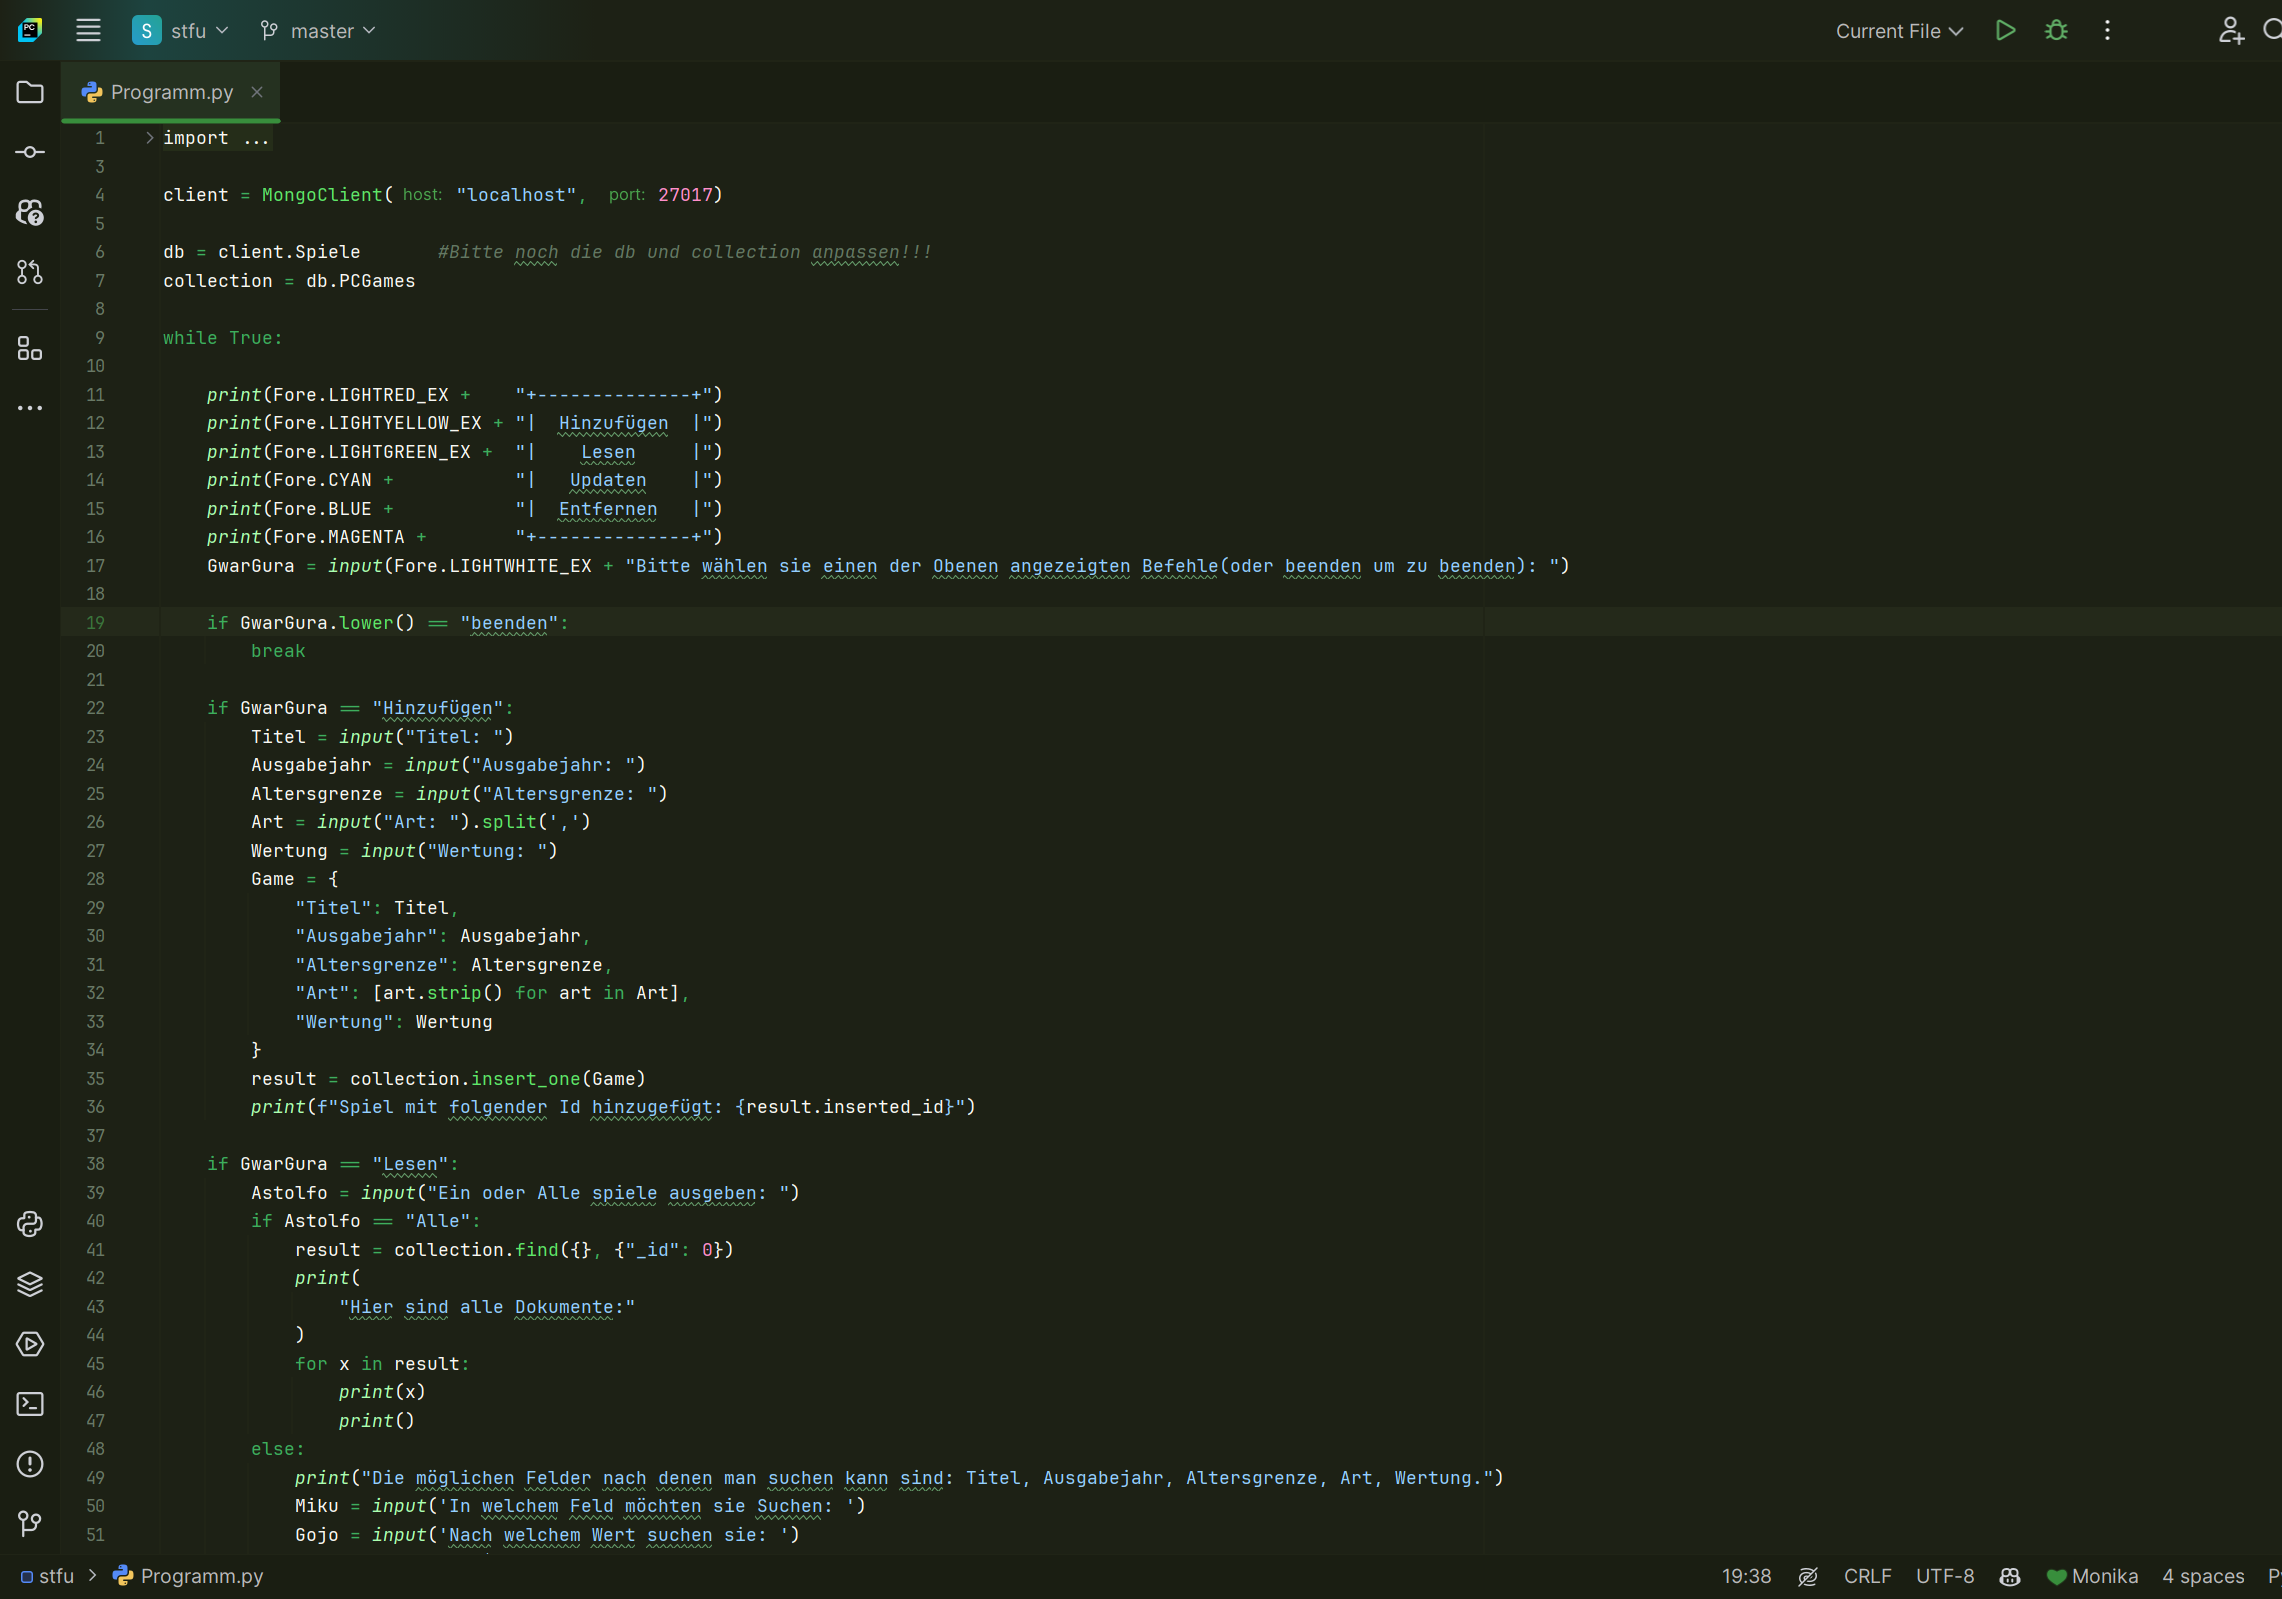 PC
S stfu master Current File
Programm.py
1 import ...
3
4 client = MongoClient( host: "localhost", port: 27017)
5
6 db = client.Spiele #Bitte noch die db und collection anpassen!!!
7 collection = db.PCGames
8
9 while True:
10
11 print(Fore.LIGHTRED_EX + "+--------------+")
12 print(Fore.LIGHTYELLOW_EX + "|  Hinzufügen  |")
13 print(Fore.LIGHTGREEN_EX + "|    Lesen     |")
14 print(Fore.CYAN + "|   Updaten    |")
15 print(Fore.BLUE + "|  Entfernen   |")
16 print(Fore.MAGENTA + "+--------------+")
17 GwarGura = input(Fore.LIGHTWHITE_EX + "Bitte wählen sie einen der Obenen angezeigten Befehle(oder beenden um zu beenden): ")
18
19 if GwarGura.lower() == "beenden":
20 break
21
22 if GwarGura == "Hinzufügen":
23 Titel = input("Titel: ")
24 Ausgabejahr = input("Ausgabejahr: ")
25 Altersgrenze = input("Altersgrenze: ")
26 Art = input("Art: ").split(',')
27 Wertung = input("Wertung: ")
28 Game = {
29 "Titel": Titel,
30 "Ausgabejahr": Ausgabejahr,
31 "Altersgrenze": Altersgrenze,
32 "Art": [art.strip() for art in Art],
33 "Wertung": Wertung
34 }
35 result = collection.insert_one(Game)
36 print(f"Spiel mit folgender Id hinzugefügt: {result.inserted_id}")
37
38 if GwarGura == "Lesen":
39 Astolfo = input("Ein oder Alle spiele ausgeben: ")
40 if Astolfo == "Alle":
41 result = collection.find({}, {"_id": 0})
42 print(
43 "Hier sind alle Dokumente:"
44 )
45 for x in result:
46 print(x)
47 print()
48 else:
49 print("Die möglichen Felder nach denen man suchen kann sind: Titel, Ausgabejahr, Altersgrenze, Art, Wertung.")
50 Miku = input('In welchem Feld möchten sie Suchen: ')
51 Gojo = input('Nach welchem Wert suchen sie: ')
stfu > Programm.py 19:38 CRLF UTF-8 Monika 4 spaces